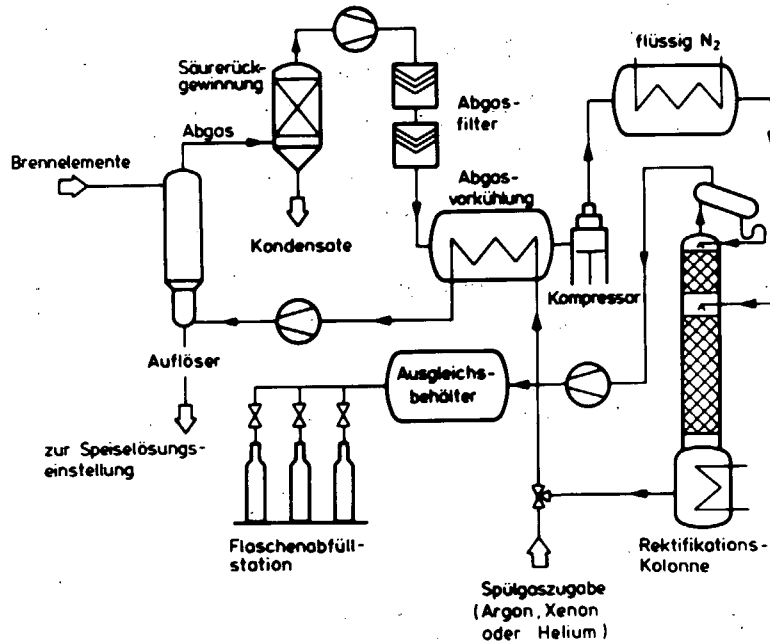 flüssig N2
Säurerück-
gewinnung
Abgas-
filter
Abgas
Brennelemente
Abgas-
vorkühlung
Kondensate
Kompressor
Auflöser
Ausgleichs-
behälter
zur Speiselösungs-
einstellung
Flaschenabfüll-
station
Rektifikations-
Kolonne
Spülgaszugabe
(Argon, Xenon
oder Helium)